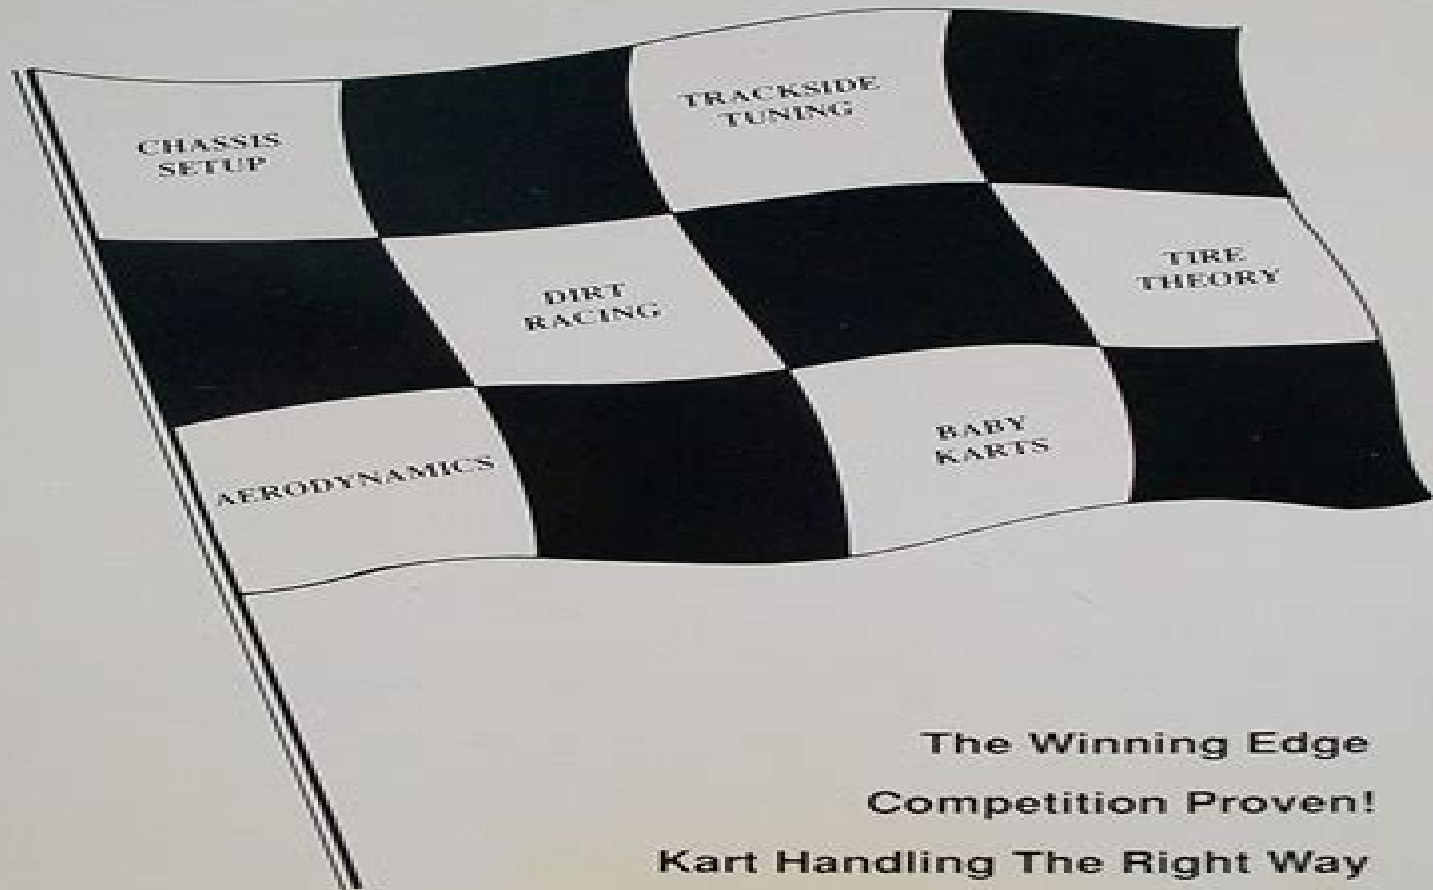 CHASSIS
SETUP
TRACKSIDE
TUNING
DIRT
RACING
TIRE
THEORY
AERODYNAMICS
BABY
KARTS
The Winning Edge
Competition Proven!
Kart Handling The Right Way